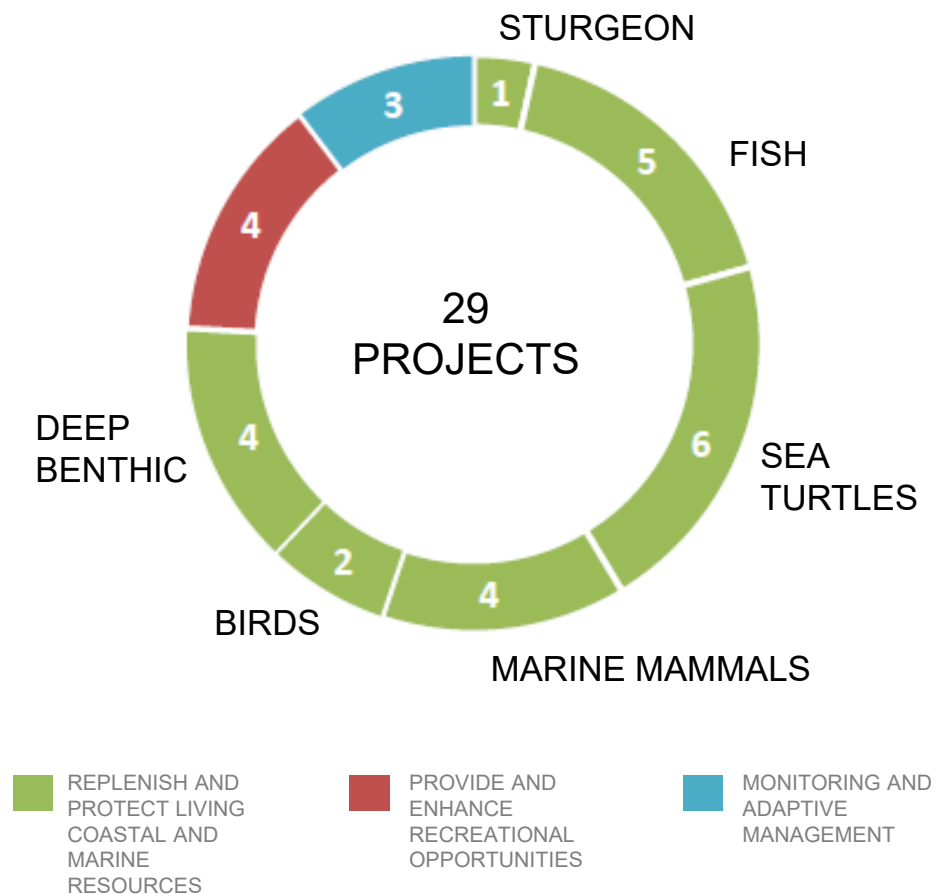 STURGEON
3
1
5
FISH
4
29
PROJECTS
DEEP
BENTHIC
4
6
SEA
TURTLES
2
4
BIRDS
MARINE MAMMALS
REPLENISH AND
PROTECT LIVING
COASTAL AND
MARINE
RESOURCES
PROVIDE AND
ENHANCE
RECREATIONAL
OPPORTUNITIES
MONITORING AND
ADAPTIVE
MANAGEMENT